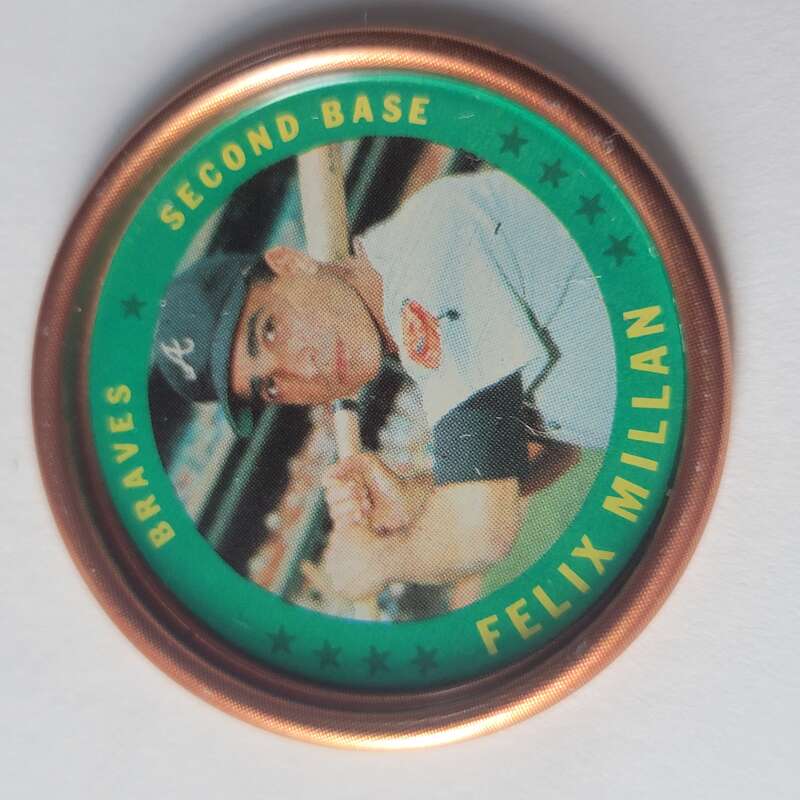 BRAVES
SECOND BASE
FELIX MILLAN
A